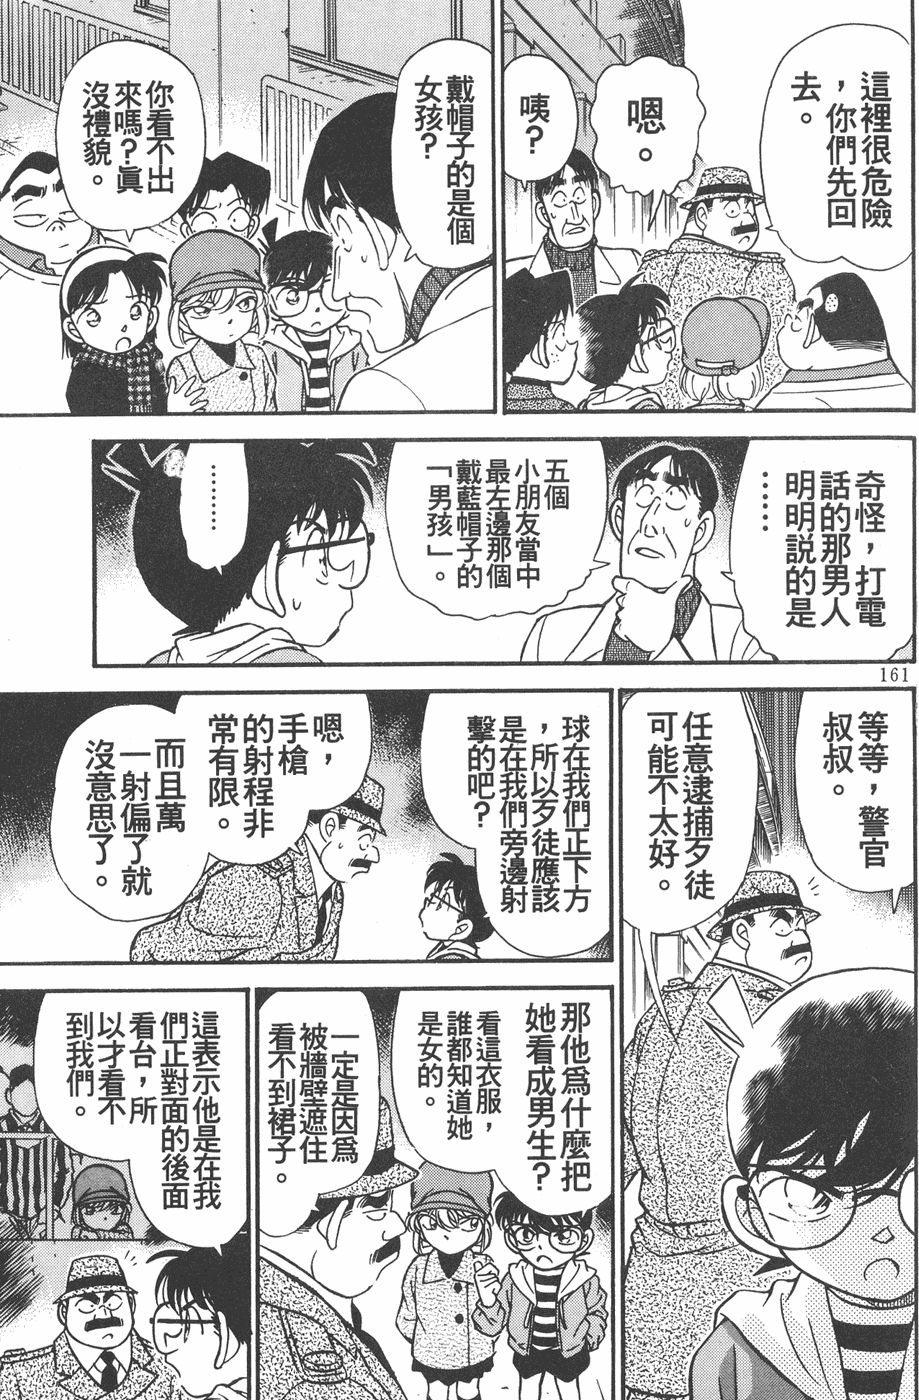 這裡很危險
，你們先回
去。
嗯。
咦？
戴帽子的是個
女孩？
你看不出
來嗎？眞
沒禮貌。
奇怪，打電
話的那男人
明明說的是
……
五個
小朋友當中
最左邊那個
戴藍帽子的
「男孩」。
……
161
等等，警官
叔叔。
任意逮捕歹徒
可能不太好。
球在我們正下方
，所以歹徒應該
是在我們旁邊射
擊的吧？
嗯，
手槍
的射程非
常有限。
而且萬
一射偏了就
沒意思了。
那他爲什麼把
她看成男生？
看這衣服，
誰都知道她
是女的。
一定是因爲
被牆壁遮住
看不到裙子。
這表示他是在我
們正對面的後面
看台，所
以才看不
到我們。